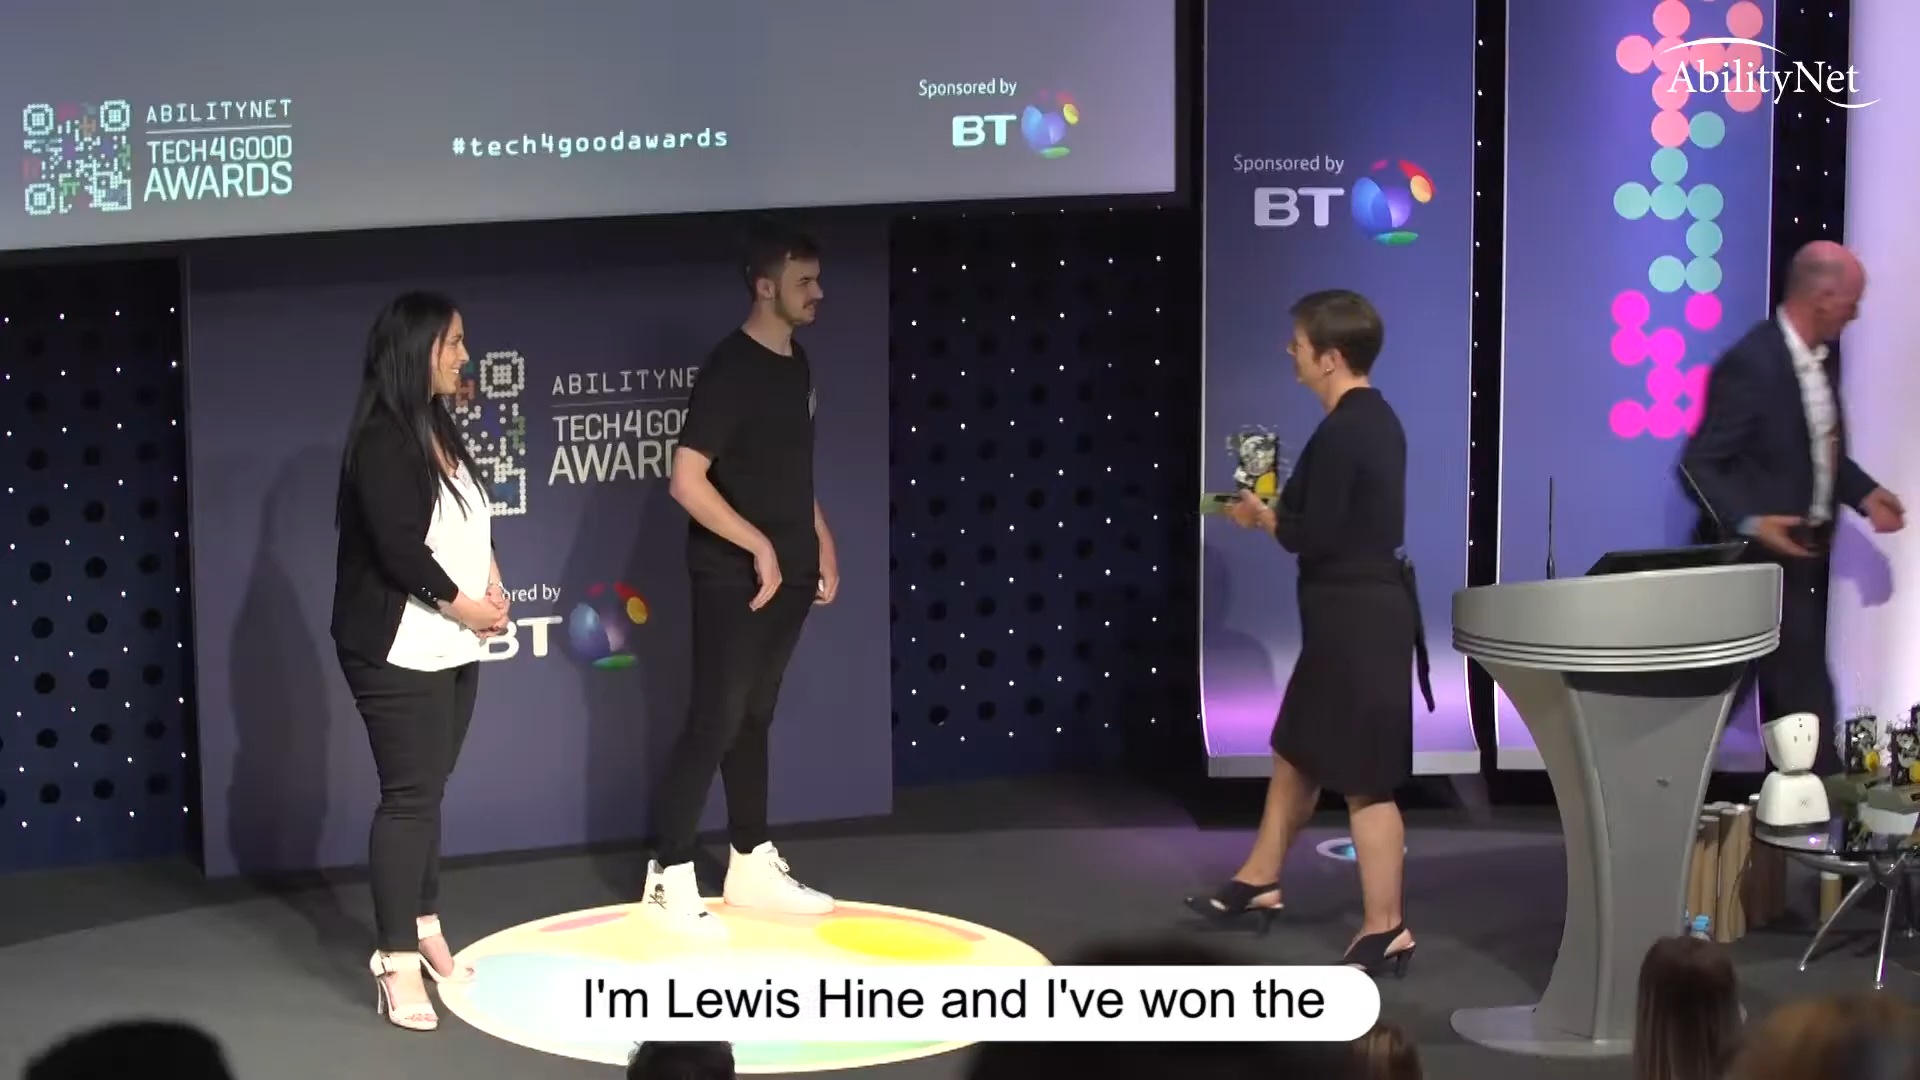 AbilityNet
ABILITYNET
TECH4GOOD
AWARDS
#tech4goodawards
Sponsored by
BT
Sponsored by
BT
ABILITYNE
TECH4GOO
AWAR
ored by
BT
I'm Lewis Hine and I've won the